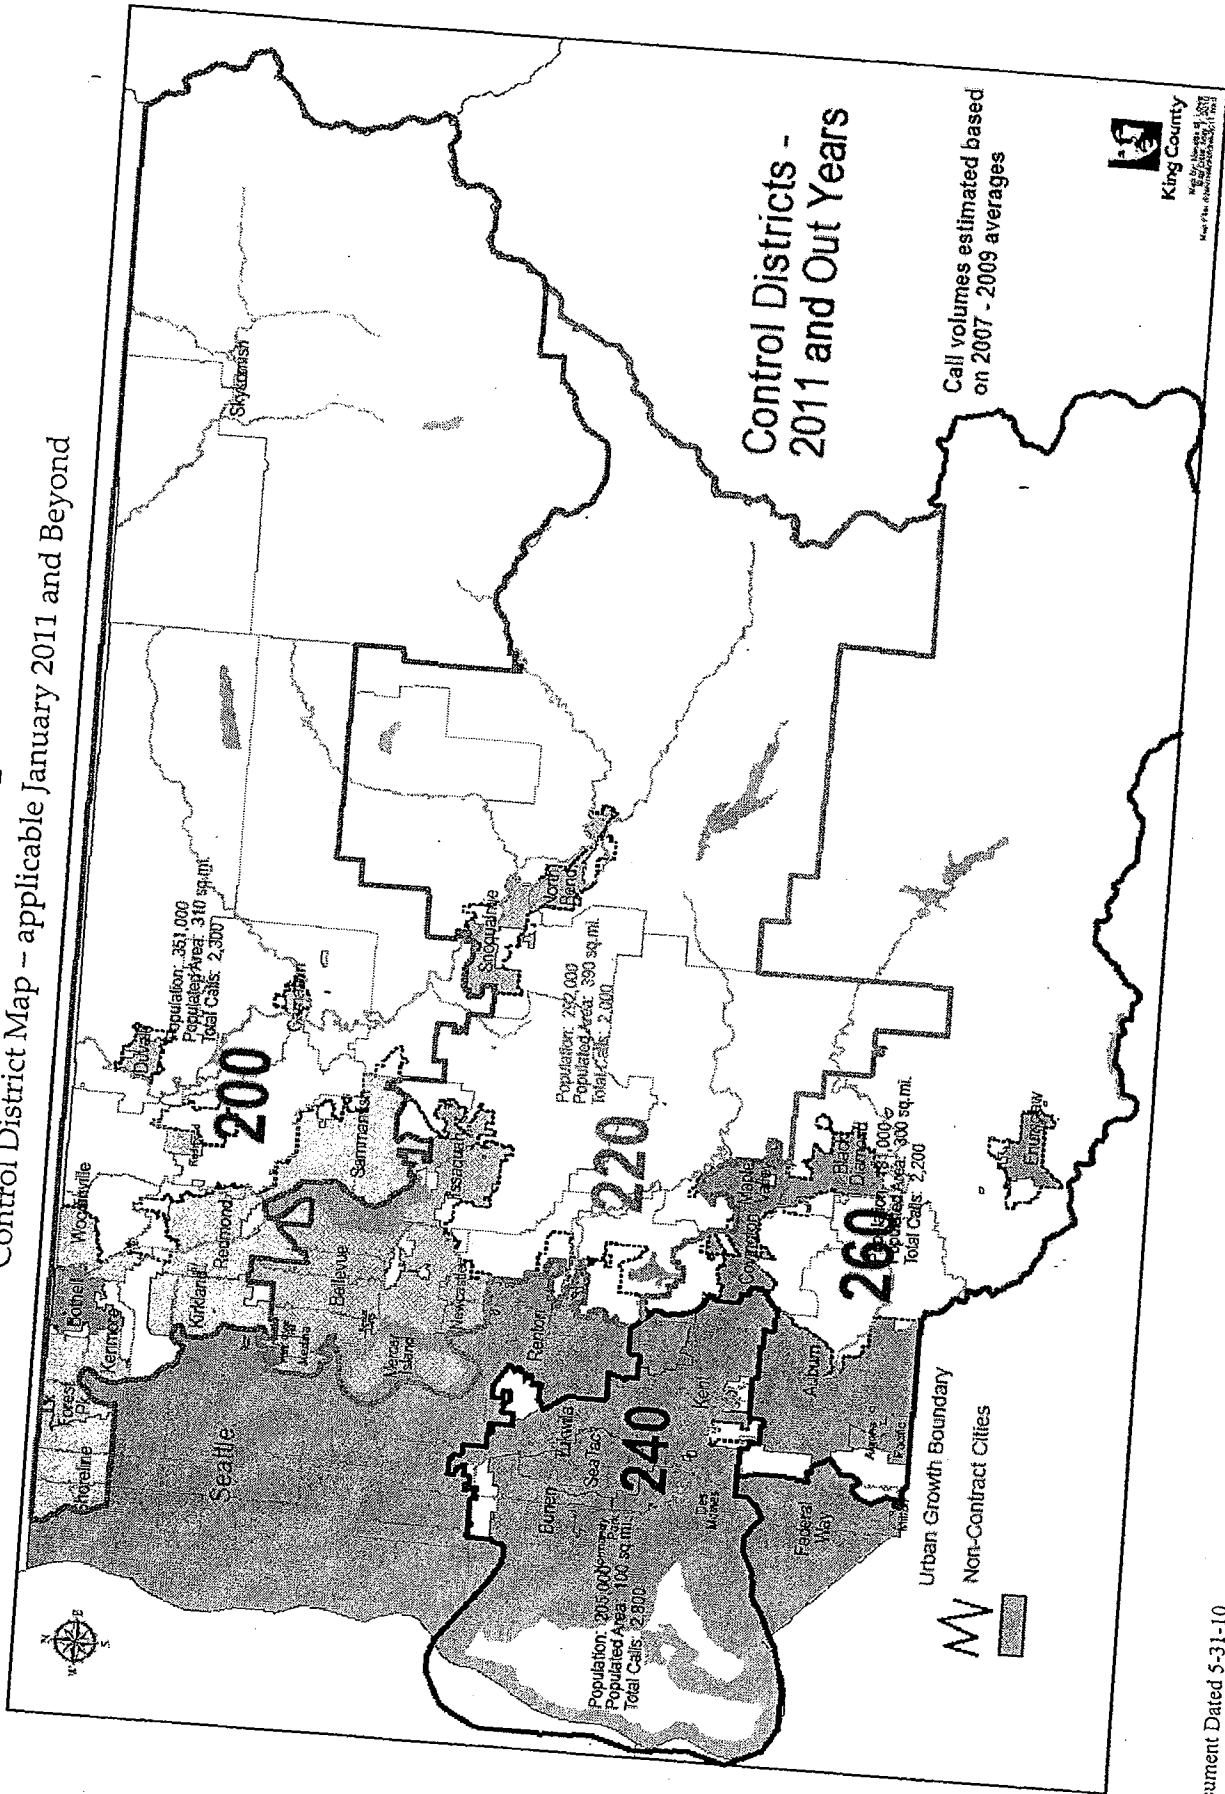 Control District Map – applicable January 2011 and Beyond
N
W
E
S
Shoreline
Forest
Pk
Kenmore
Bothell
Woodinville
Duvall
Population: 351,000
Populated Area: 310 sq.mi.
Total Calls: 2,300
200
Skykomish
Carnation
Seattle
Kirkland
Redmond
Redmond
Sammamish
Medina
Bellevue
Mercer
Island
Newcastle
Issaquah
Snoqualmie
North
Bend
Population: 262,000
Populated Area: 390 sq.mi.
Total Calls: 2,000
220
Renton
Tukwila
Burien
SeaTac
240
Kent
Des
Moines
Population: 205,000
Populated Area: 100 sq.mi.
Total Calls: 2,800
Covington
Maple
Valley
Black
Diamond
260
Populated Area: 300 sq.mi.
Total Calls: 2,200
Auburn
Federal
Way
Pacific
Milton
Enumclaw
Control Districts -
2011 and Out Years
Call volumes estimated based
on 2007 - 2009 averages
Urban Growth Boundary
Non-Contract Cities
King County
ument Dated 5-31-10